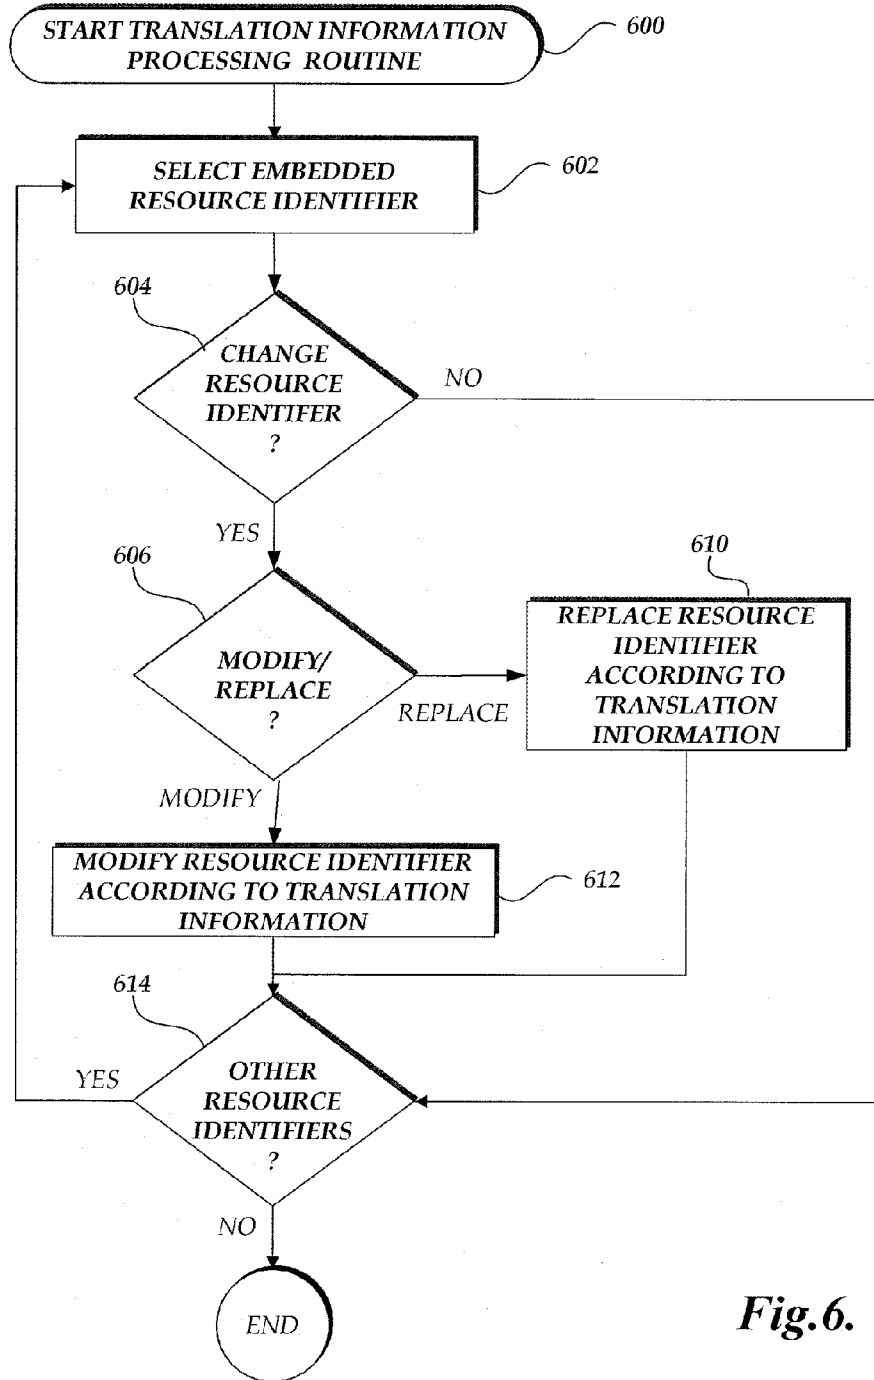 START TRANSLATION INFORMATION
PROCESSING ROUTINE
600
SELECT EMBEDDED
RESOURCE IDENTIFIER
602
604
CHANGE
RESOURCE
IDENTIFER
?
NO
YES
606
MODIFY/
REPLACE
?
REPLACE
610
REPLACE RESOURCE
IDENTIFIER
ACCORDING TO
TRANSLATION
INFORMATION
MODIFY
MODIFY RESOURCE IDENTIFIER
ACCORDING TO TRANSLATION
INFORMATION
612
614
OTHER
RESOURCE
IDENTIFIERS
?
YES
NO
END
Fig.6.